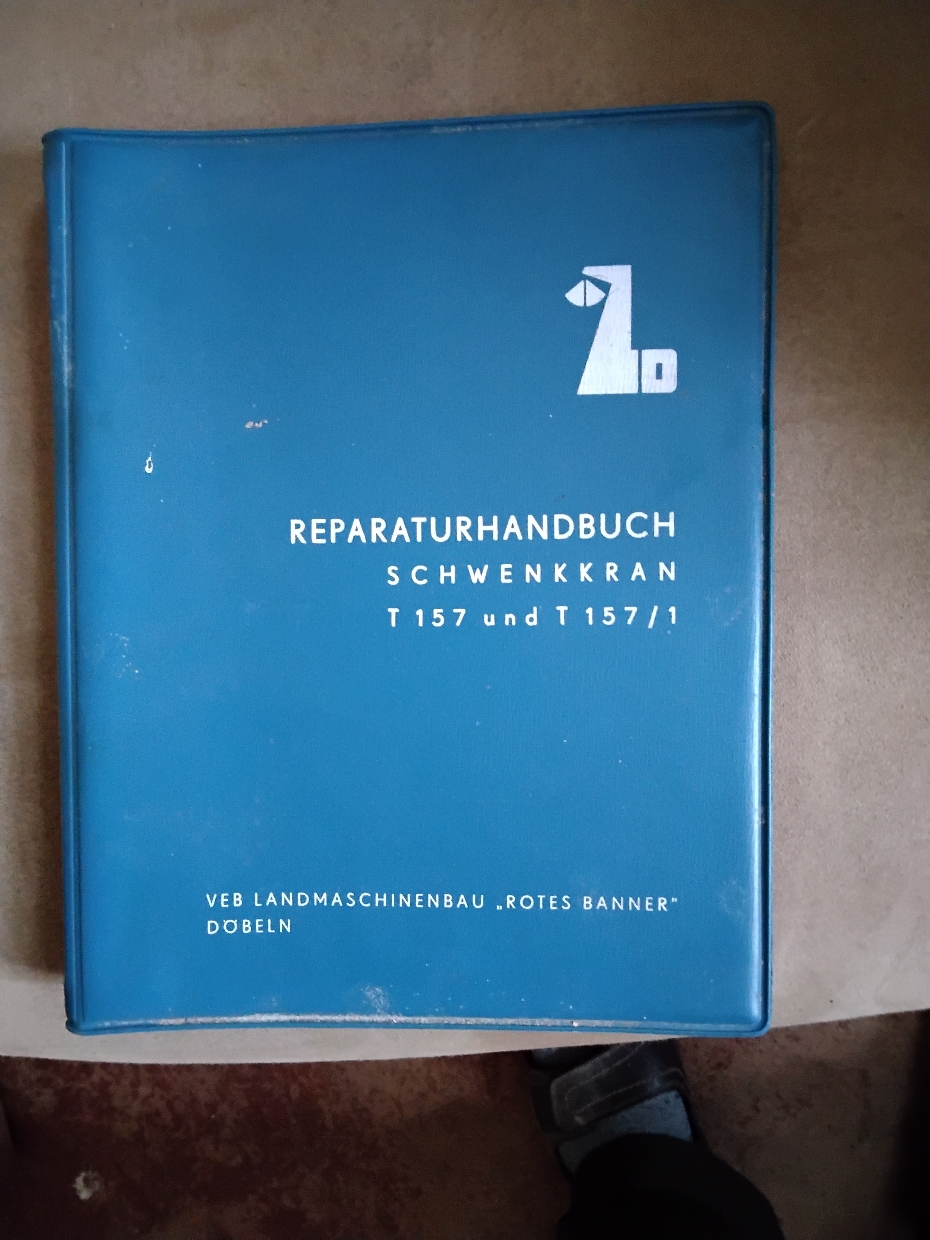 REPARATURHANDBUCH
SCHWENKKRAN
T 157 und T 157/1
VEB LANDMASCHINENBAU „ROTES BANNER”
DÖBELN